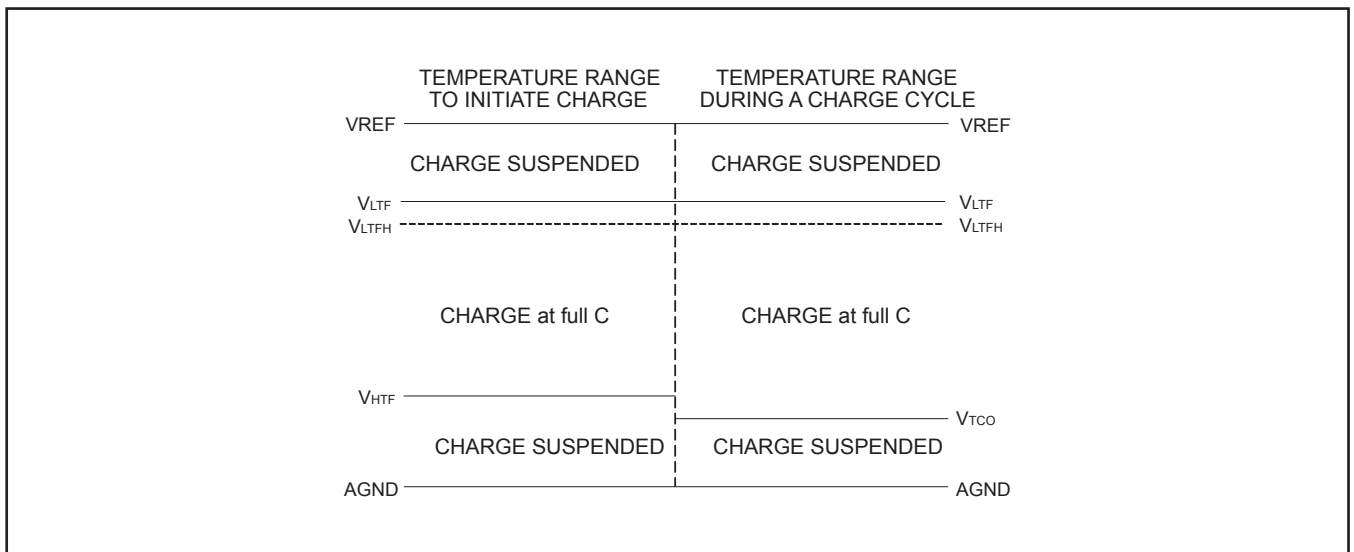 TEMPERATURE RANGE
TO INITIATE CHARGE
TEMPERATURE RANGE
DURING A CHARGE CYCLE
VREF
VREF
CHARGE SUSPENDED
CHARGE SUSPENDED
VLTF
VLTF
VLTFH
VLTFH
CHARGE at full C
CHARGE at full C
VHTF
VTCO
CHARGE SUSPENDED
CHARGE SUSPENDED
AGND
AGND